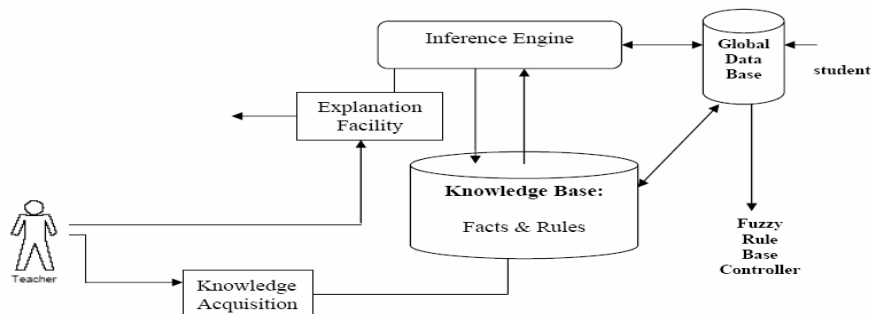 Inference Engine
Global
Data
Base
student
Explanation
Facility
Knowledge Base:
Facts & Rules
Fuzzy
Rule
Base
Controller
Teacher
Knowledge
Acquisition